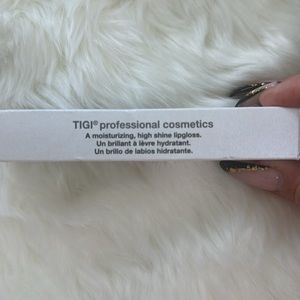 TIGI® professional cosmetics
A moisturizing, high shine lipgloss.
Un brillant à lèvre hydratant.
Un brillo de labios hidratante.